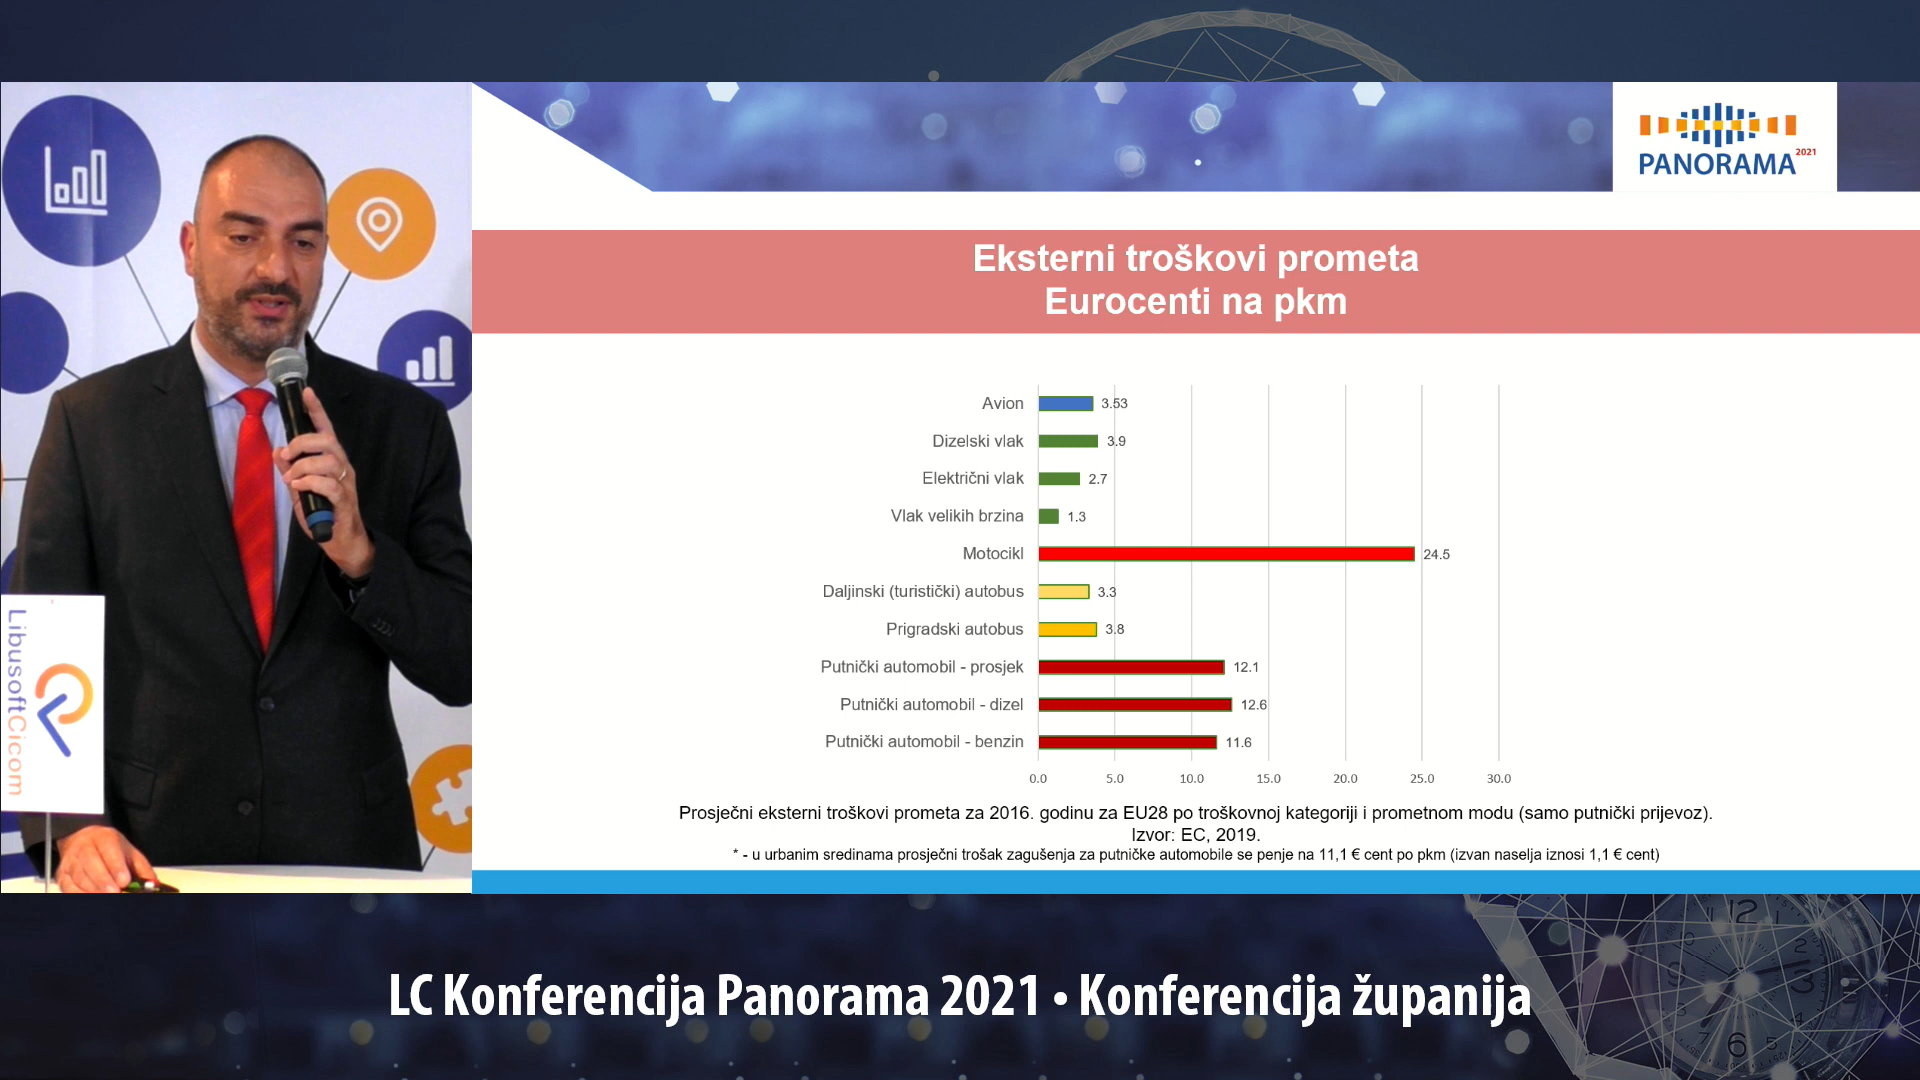 PANORAMA 2021
Eksterni troškovi prometa
Eurocenti na pkm
Avion 3.53
Dizelski vlak 3.9
Električni vlak 2.7
Vlak velikih brzina 1.3
Motocikl 24.5
Daljinski (turistički) autobus 3.3
Prigradski autobus 3.8
Putnički automobil - prosjek 12.1
Putnički automobil - dizel 12.6
Putnički automobil - benzin 11.6
0.0 5.0 10.0 15.0 20.0 25.0 30.0
Prosječni eksterni troškovi prometa za 2016. godinu za EU28 po troškovnoj kategoriji i prometnom modu (samo putnički prijevoz).
Izvor: EC, 2019.
* - u urbanim sredinama prosječni trošak zagušenja za putničke automobile se penje na 11,1 € cent po pkm (izvan naselja iznosi 1,1 € cent)
LibusoftCicom
LC Konferencija Panorama 2021 • Konferencija županija
12
2
3
5
6